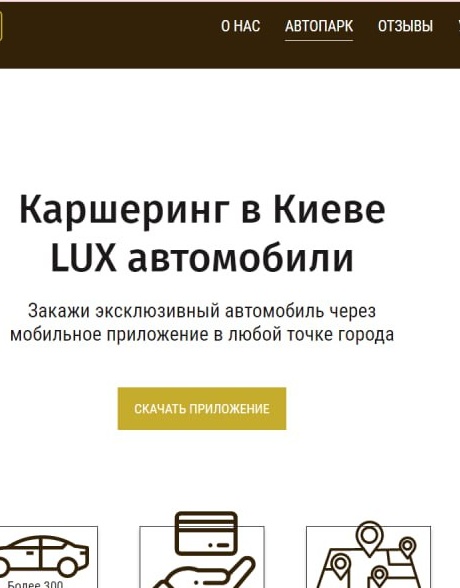 О НАС АВТОПАРК ОТЗЫВЫ
Каршеринг в Киеве
LUX автомобили
Закажи эксклюзивный автомобиль через
мобильное приложение в любой точке города
СКАЧАТЬ ПРИЛОЖЕНИЕ
Более 300